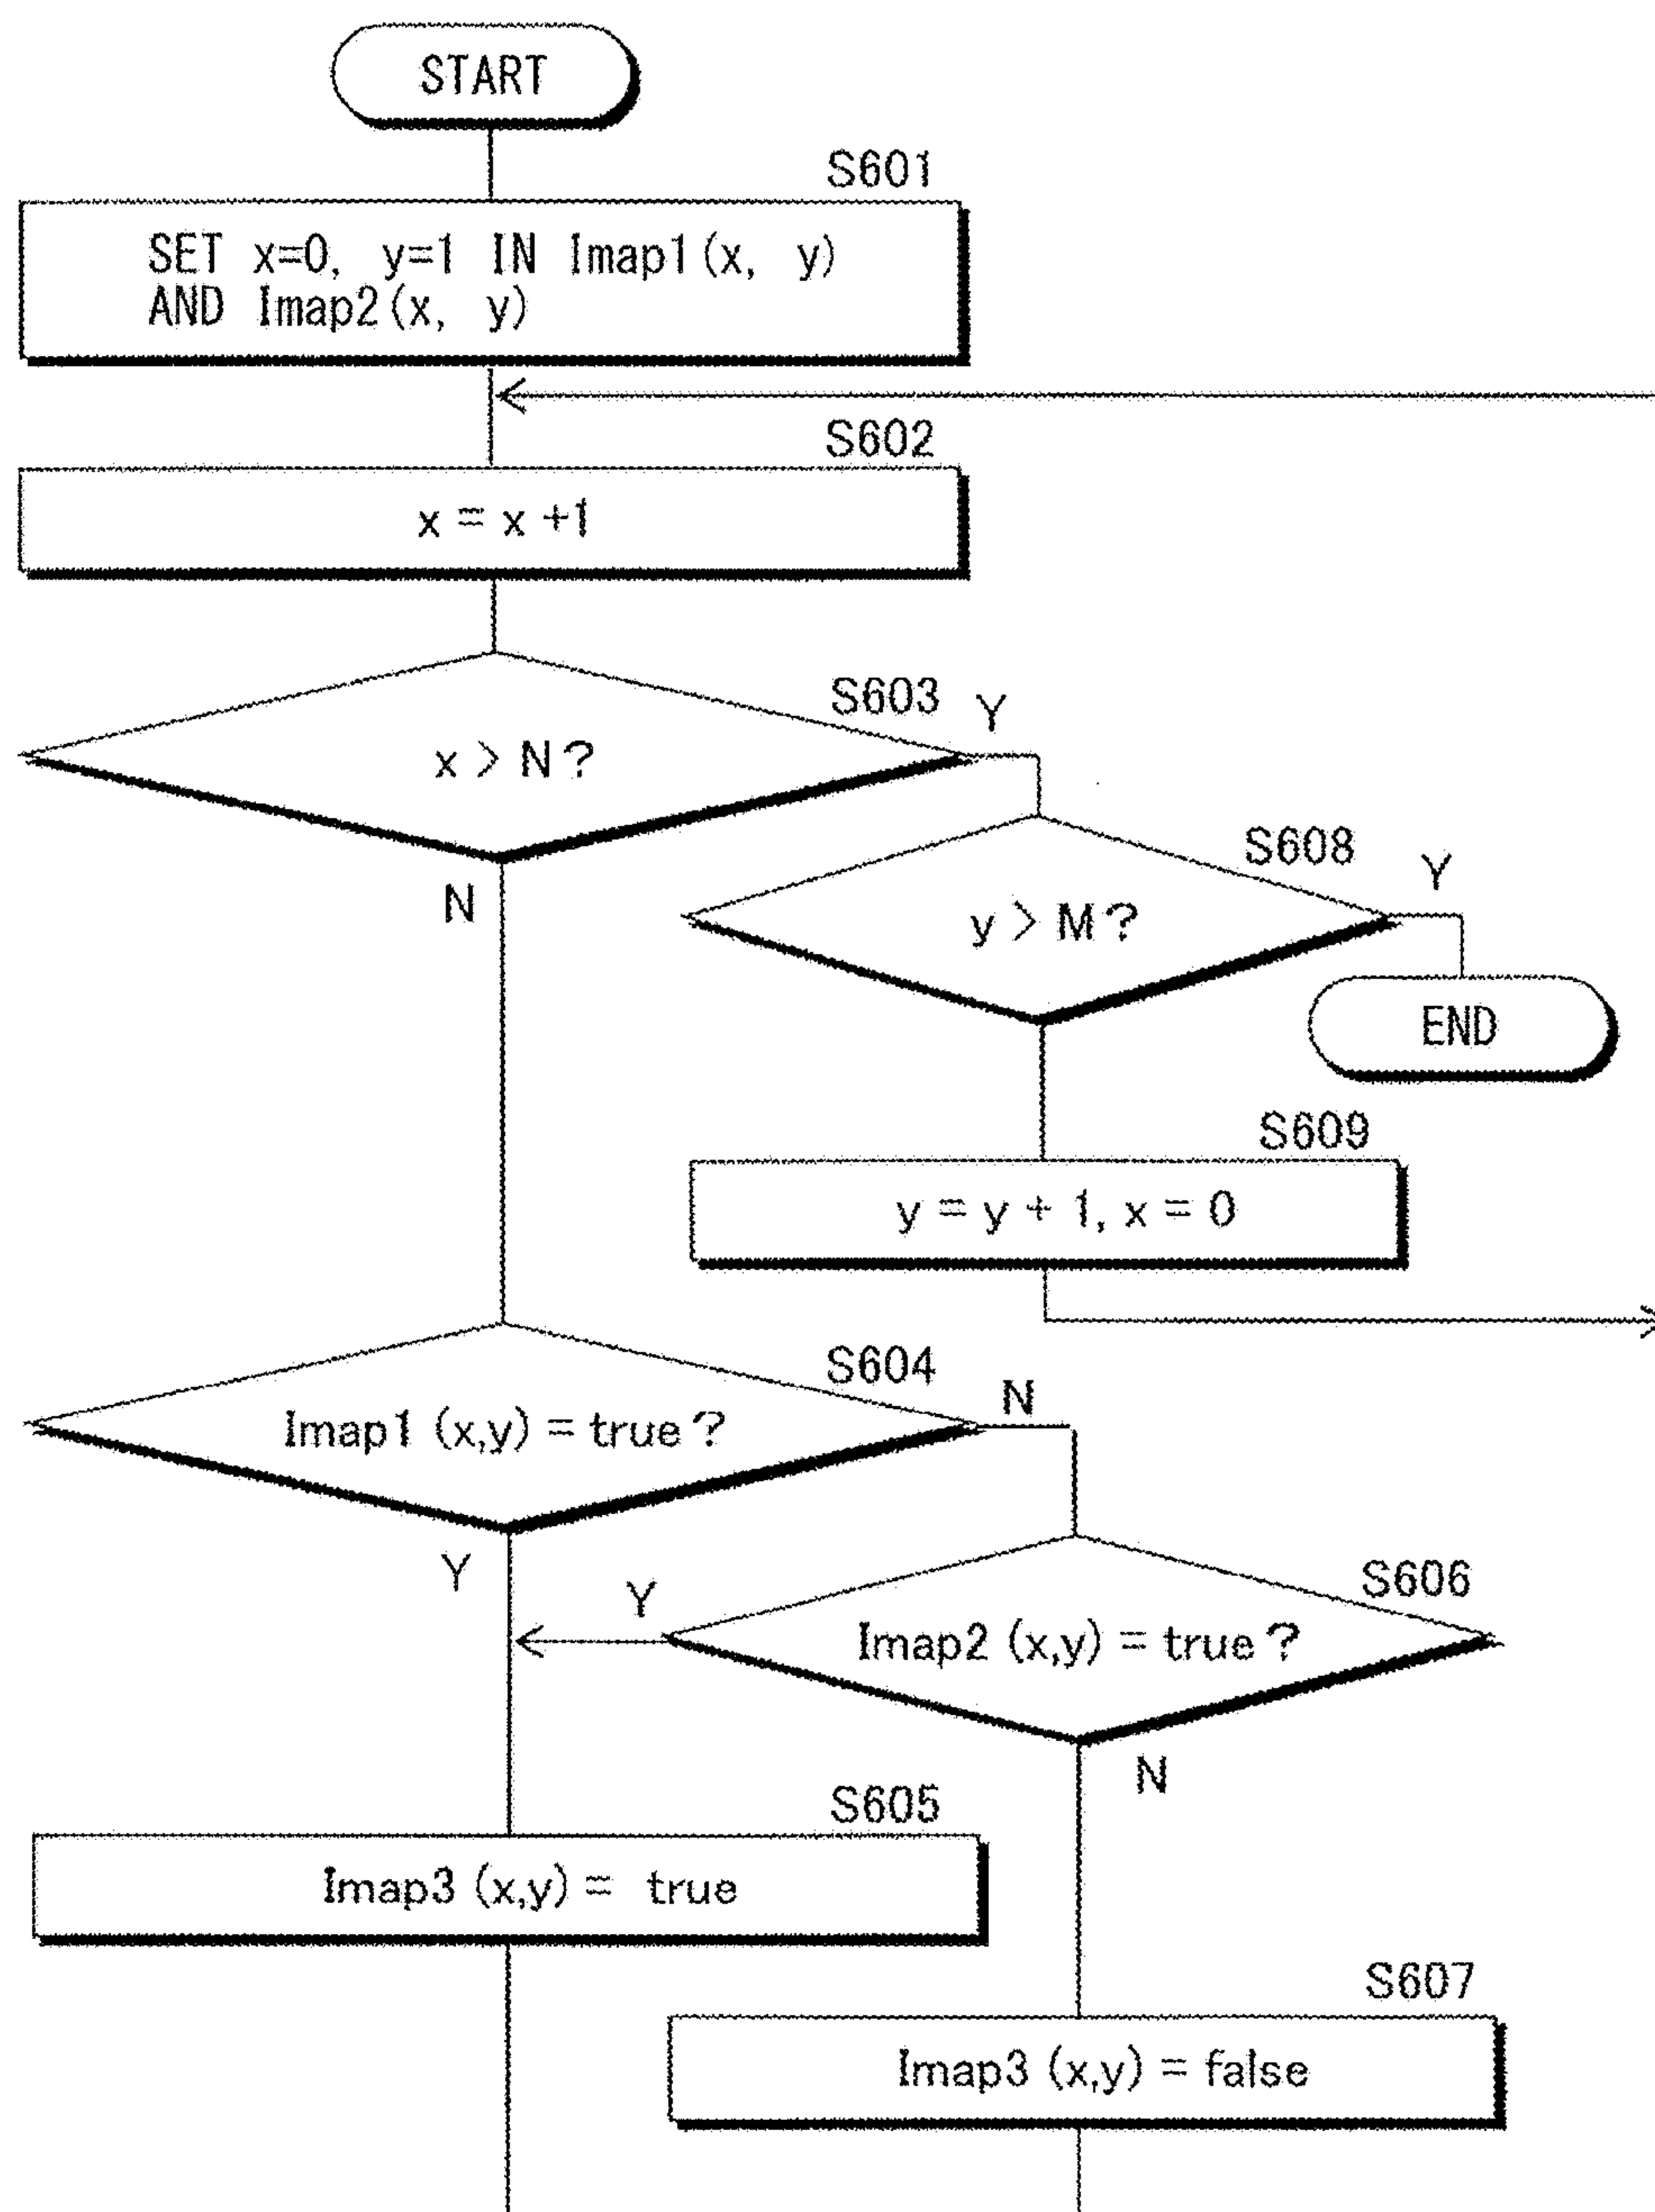 START
S601
SET x=0, y=1 IN Imap1(x, y)
AND Imap2(x, y)
S602
x = x +1
S603
Y
x > N ?
N
S608
Y
y > M ?
END
S609
y = y + 1, x = 0
S604
N
Imap1 (x,y) = true ?
Y
S606
Y
Imap2 (x,y) = true ?
N
S605
Imap3 (x,y) = true
S607
Imap3 (x,y) = false